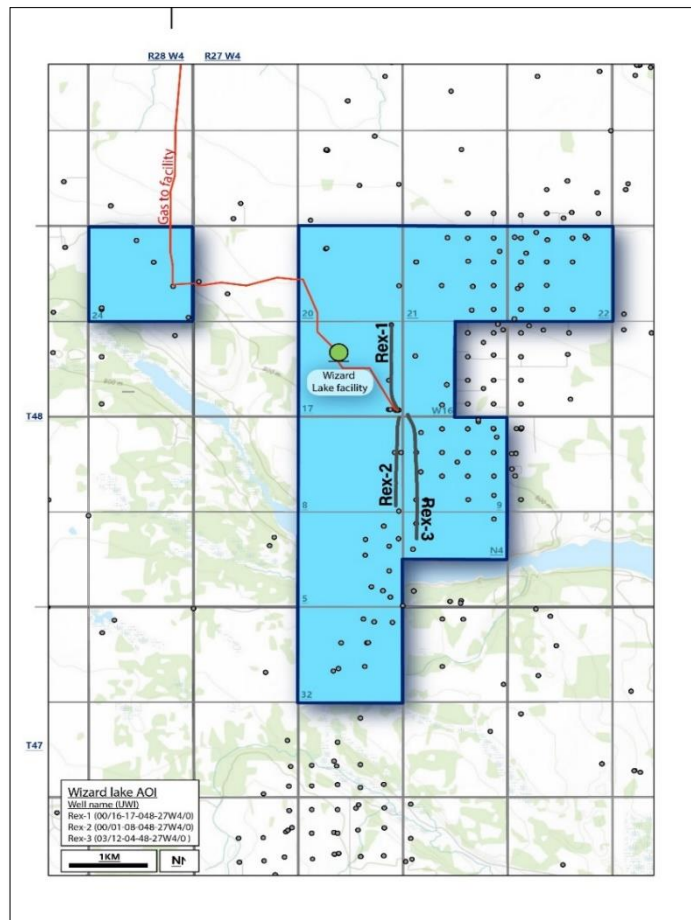 R28 W4 R27 W4
Gas to facility
24
20
21
22
Rex-1
Wizard
Lake facility
800 m
17
W16
T48
Rex-2
Rex-3
8
9
N4
5
32
T47
Wizard lake AOI
Well name (UWI)
Rex-1 (00/16-17-048-27W4/0)
Rex-2 (00/01-08-048-27W4/0)
Rex-3 (03/12-04-48-27W4/0 )
1KM
N